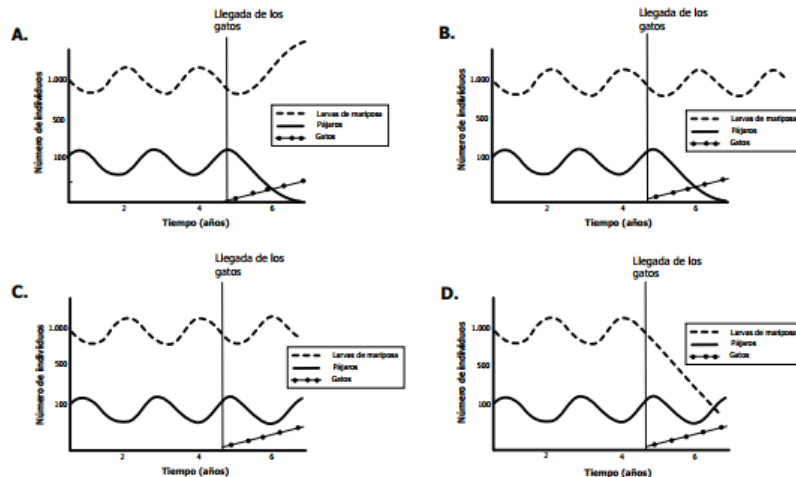 A.
Llegada de los
gatos
Número de individuos
1.000
500
100
Larvas de mariposa
Pájaros
Gatos
2
4
6
Tiempo (años)
B.
Llegada de los
gatos
Número de individuos
1.000
500
100
Larvas de mariposa
Pájaros
Gatos
2
4
6
Tiempo (años)
C.
Llegada de los
gatos
Número de individuos
1.000
500
100
Larvas de mariposa
Pájaros
Gatos
2
4
6
Tiempo (años)
D.
Llegada de los
gatos
Número de individuos
1.000
500
100
Larvas de mariposa
Pájaros
Gatos
2
4
6
Tiempo (años)